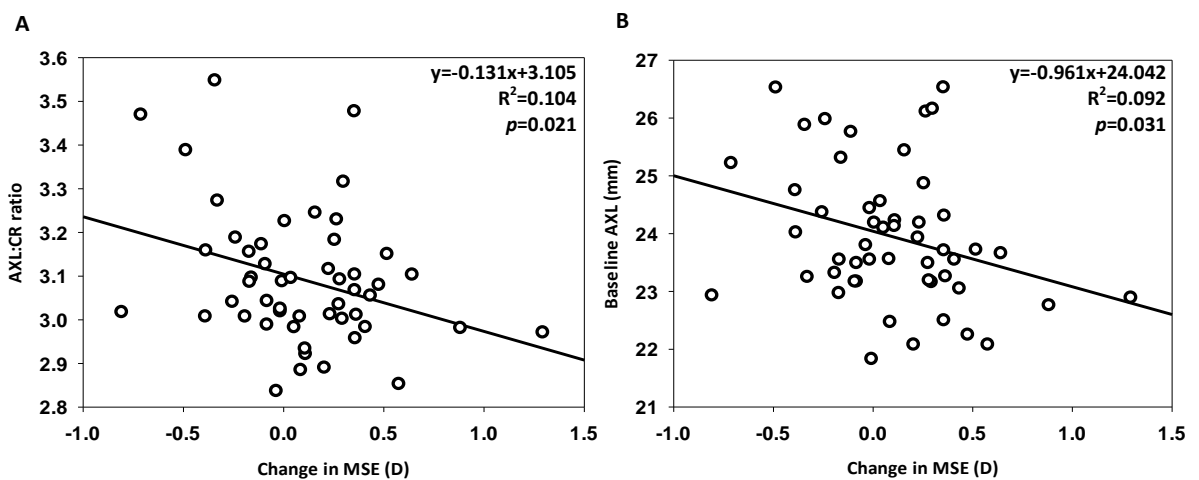 A
AXL:CR ratio
3.6
3.5
3.4
3.3
3.2
3.1
3.0
2.9
2.8
y=-0.131x+3.105
R²=0.104
p=0.021
-1.0 -0.5 0.0 0.5 1.0 1.5
Change in MSE (D)
B
Baseline AXL (mm)
27
26
25
24
23
22
21
y=-0.961x+24.042
R²=0.092
p=0.031
-1.0 -0.5 0.0 0.5 1.0 1.5
Change in MSE (D)